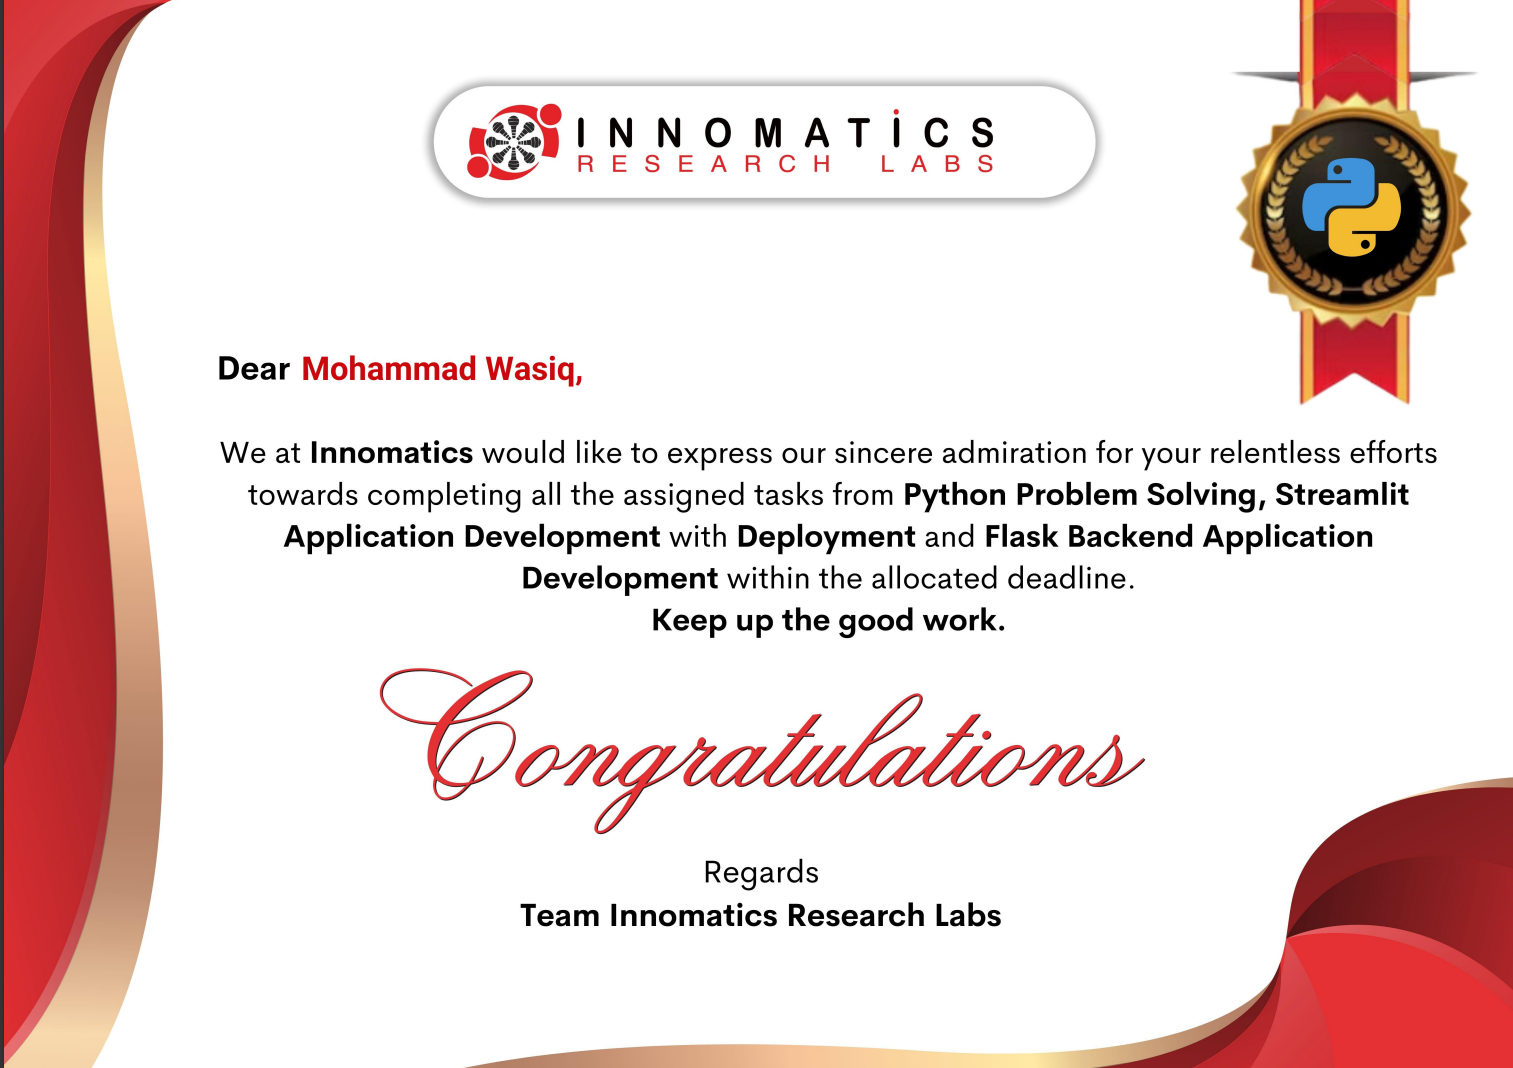 INNOMATICS
RESEARCH LABS
Dear Mohammad Wasiq,
We at Innomatics would like to express our sincere admiration for your relentless efforts
towards completing all the assigned tasks from Python Problem Solving, Streamlit
Application Development with Deployment and Flask Backend Application
Development within the allocated deadline.
Keep up the good work.
Congratulations
Regards
Team Innomatics Research Labs